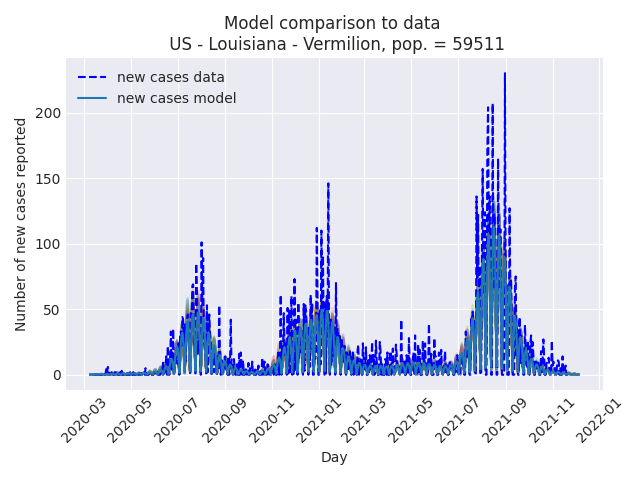 Model comparison to data
US - Louisiana - Vermilion, pop. = 59511
new cases data
new cases model
Number of new cases reported
200
150
100
50
0
2020-03
2020-05
2020-07
2020-09
2020-11
2021-01
2021-03
2021-05
2021-07
2021-09
2021-11
2022-01
Day